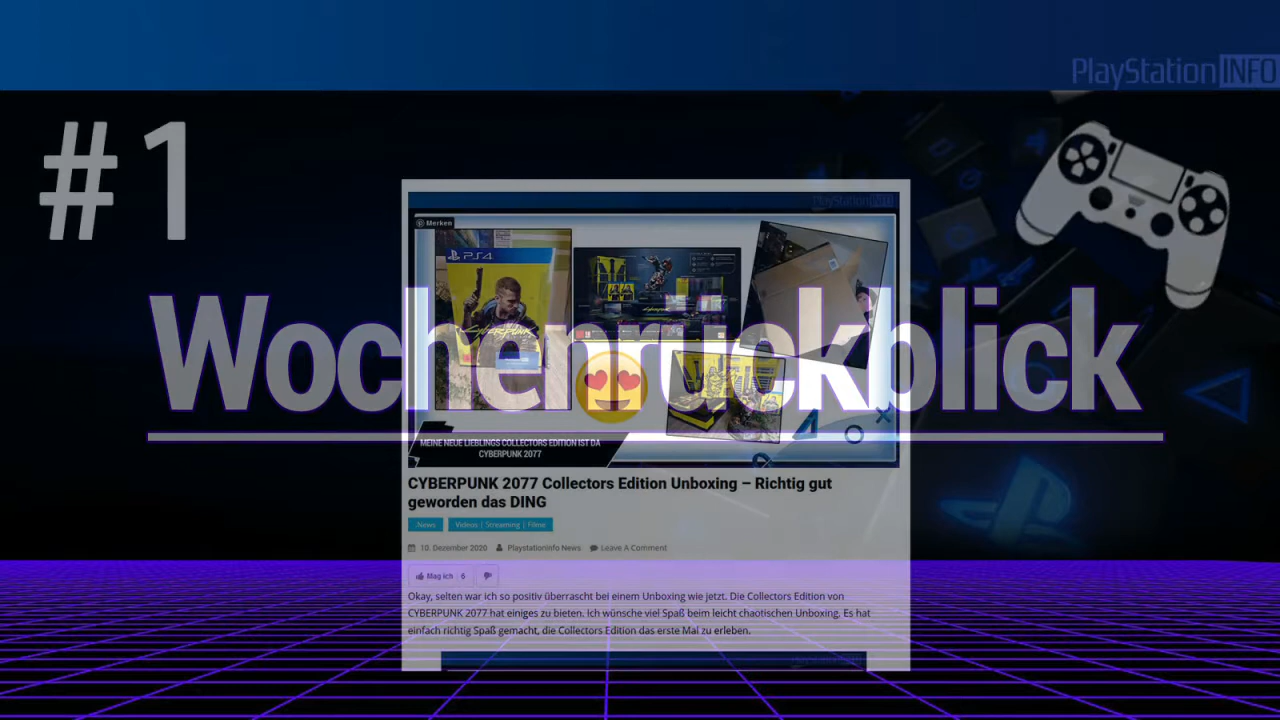 PlayStation INFO
#1
PlayStation INFO
Merken
PS4
CYBERPUNK
Wochenrückblick
MEINE NEUE LIEBLINGS COLLECTORS EDITION IST DA
CYBERPUNK 2077
CYBERPUNK 2077 Collectors Edition Unboxing – Richtig gut
geworden das DING
News
Videos | Streaming | Filme
10. Dezember 2020 PlaystationInfo News Leave A Comment
Mag ich 6
Okay, selten war ich so positiv überrascht bei einem Unboxing wie jetzt. Die Collectors Edition von
CYBERPUNK 2077 hat einiges zu bieten. Ich wünsche viel Spaß beim leicht chaotischen Unboxing. Es hat
einfach richtig Spaß gemacht, die Collectors Edition das erste Mal zu erleben.